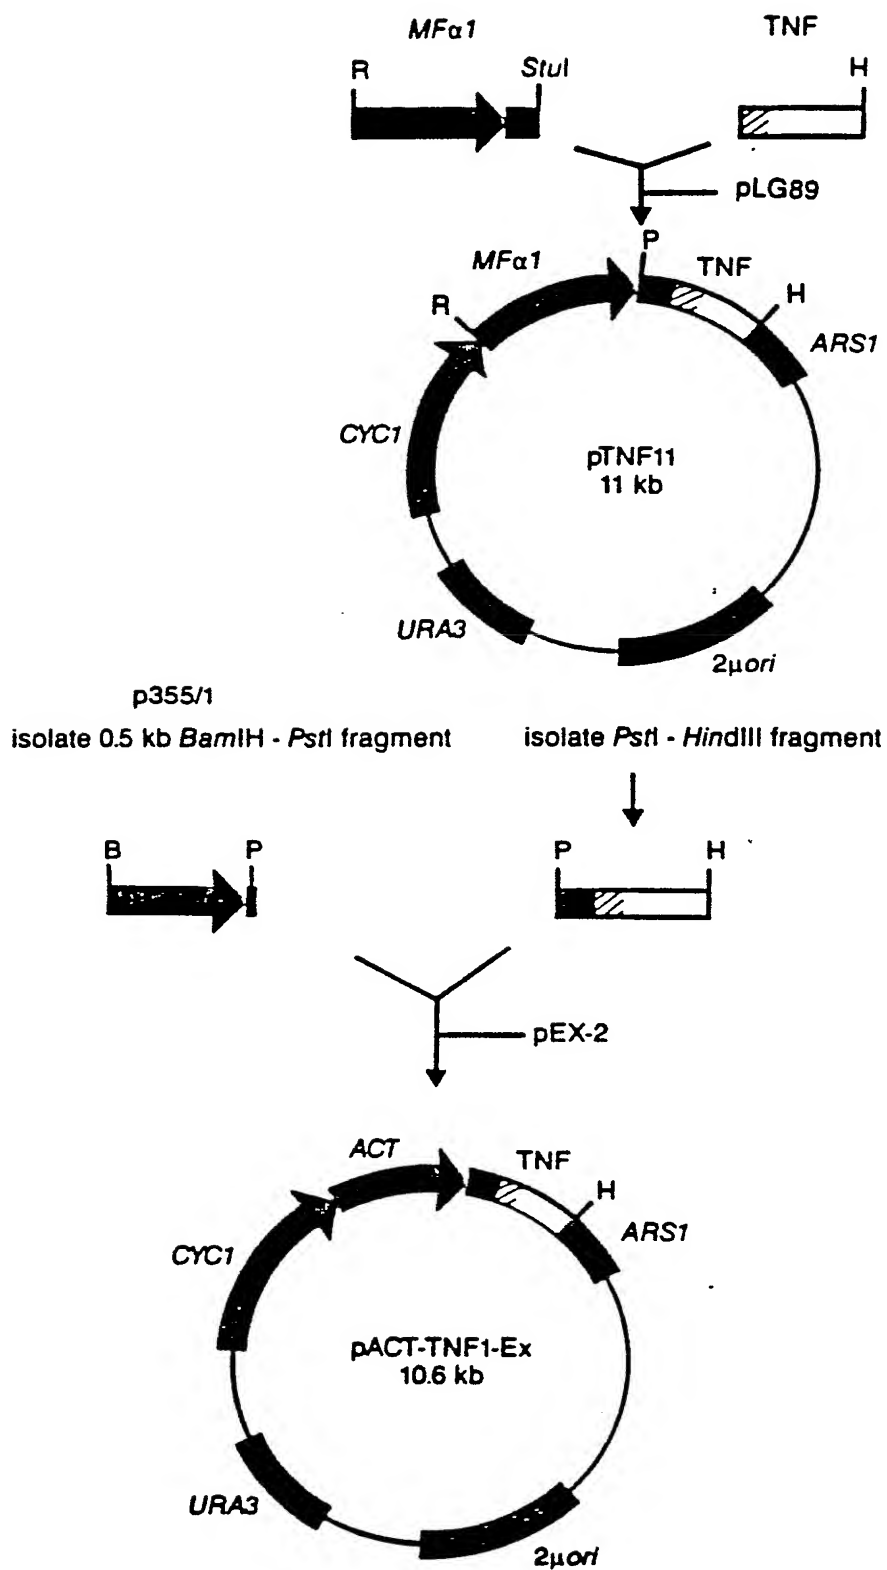 MFα1
TNF
R
StuI
H
pLG89
P
MFα1
TNF
R
H
ARS1
CYC1
pTNF11
11 kb
URA3
2μori
p355/1
isolate 0.5 kb BamIH - PstI fragment
isolate PstI - HindIII fragment
B
P
P
H
pEX-2
ACT
TNF
H
ARS1
CYC1
pACT-TNF1-Ex
10.6 kb
URA3
2μori